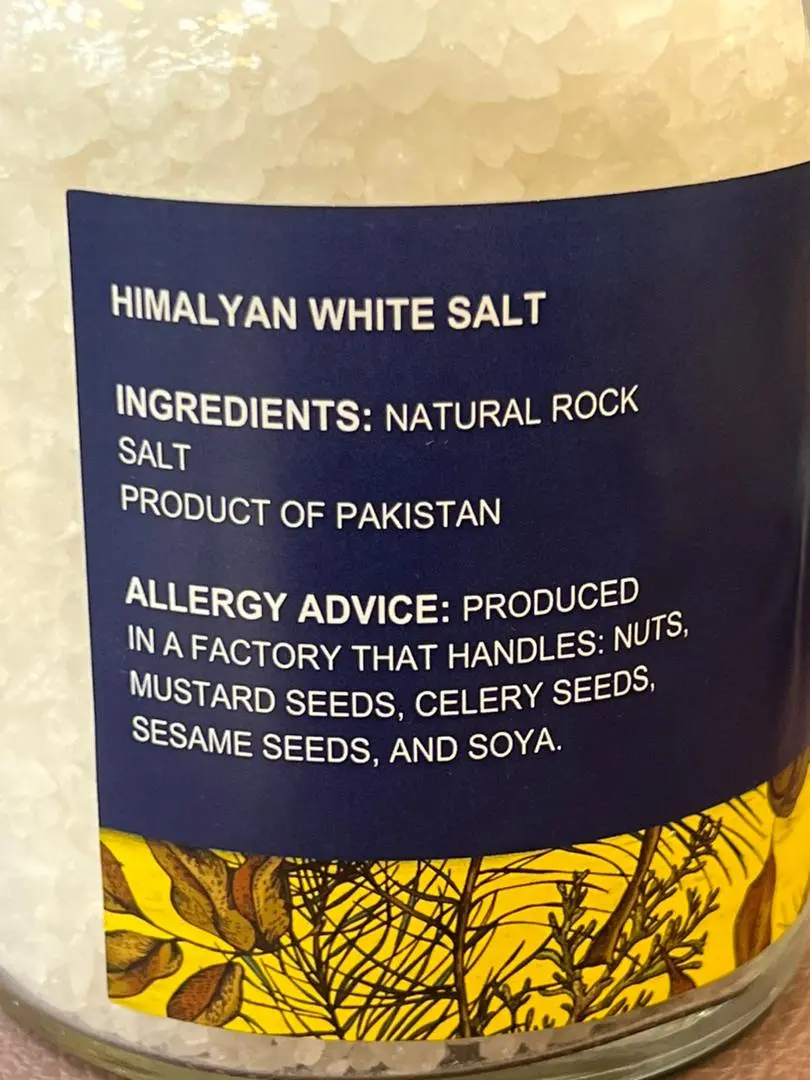 HIMALYAN WHITE SALT
INGREDIENTS: NATURAL ROCK
SALT
PRODUCT OF PAKISTAN
ALLERGY ADVICE: PRODUCED
IN A FACTORY THAT HANDLES: NUTS,
MUSTARD SEEDS, CELERY SEEDS,
SESAME SEEDS, AND SOYA.